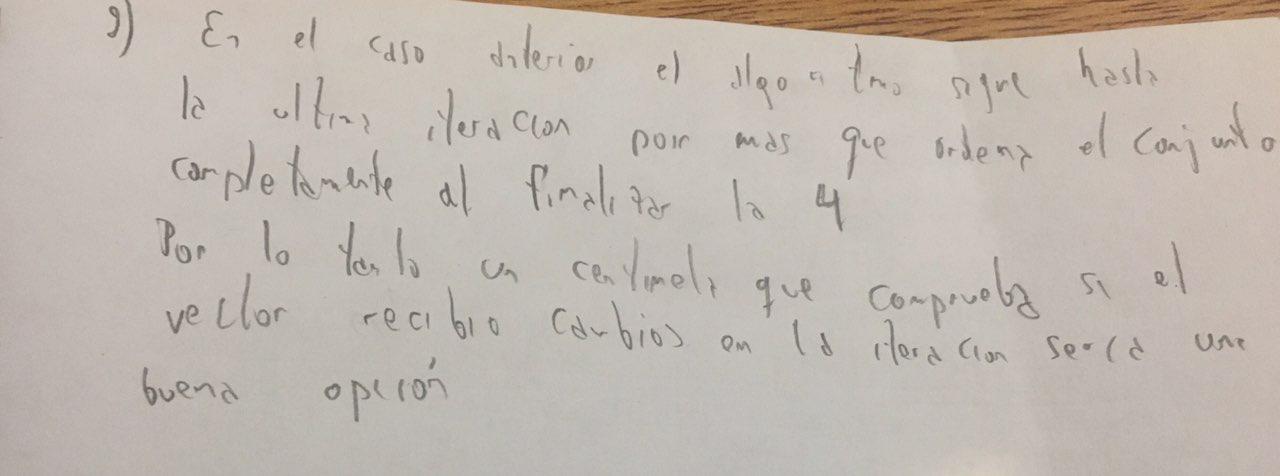 9) En el caso anterior el algoritmo sigue hasta
la ultima iteracion por mas que ordena el conjunto
completamente al finalizar la 4
Por lo tanto un centinela que comprueba si el
vector recibio cambios en la iteracion seria una
buena opción